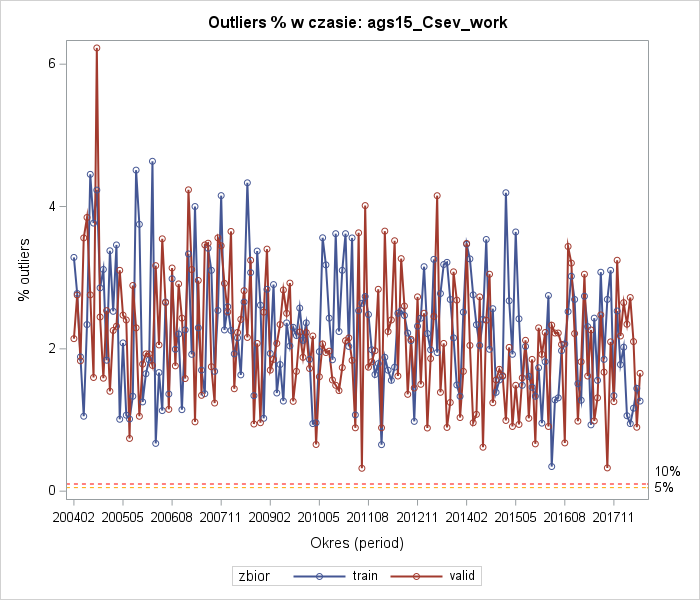 Outliers % w czasie: ags15_Csev_work
% outliers
6
4
2
0
10%
5%
200402 200505 200608 200711 200902 201005 201108 201211 201402 201505 201608 201711
Okres (period)
zbior train valid